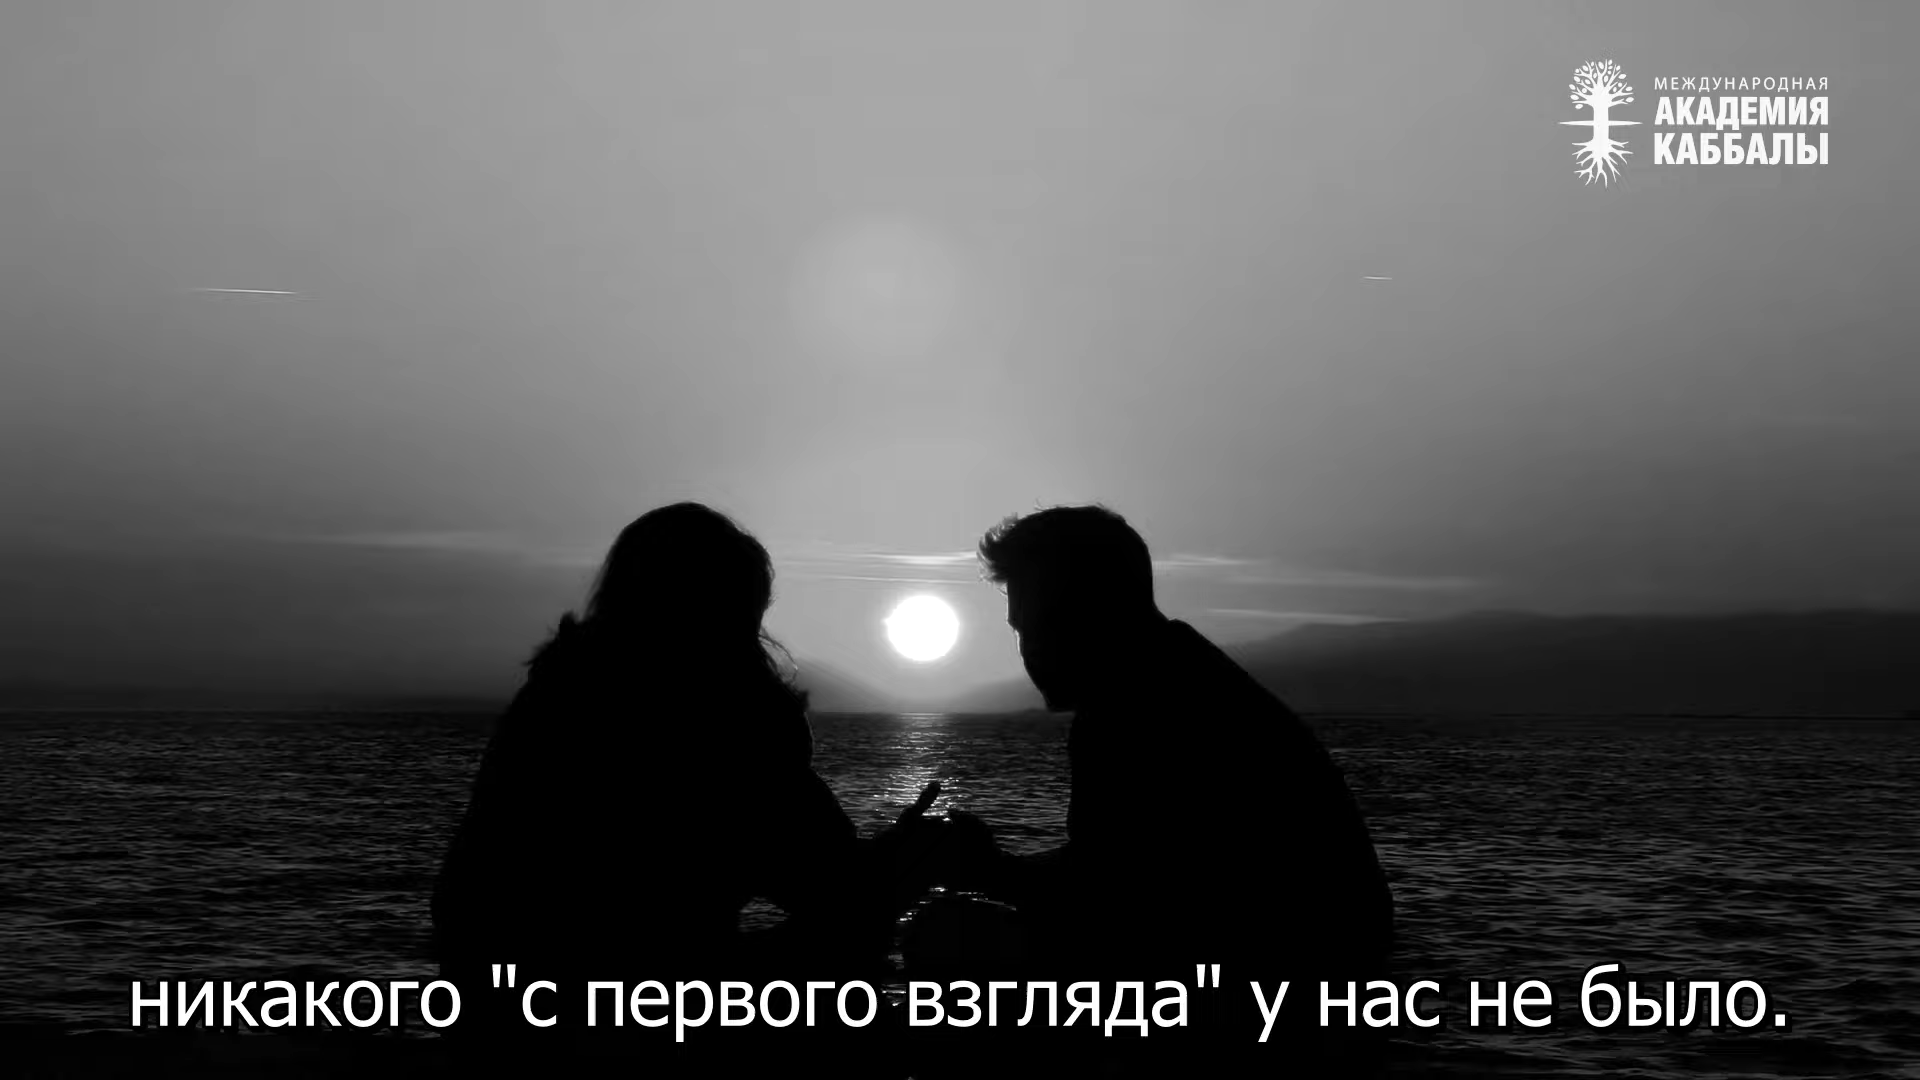 МЕЖДУНАРОДНАЯ
АКАДЕМИЯ
КАББАЛЫ
никакого "с первого взгляда" у нас не было.